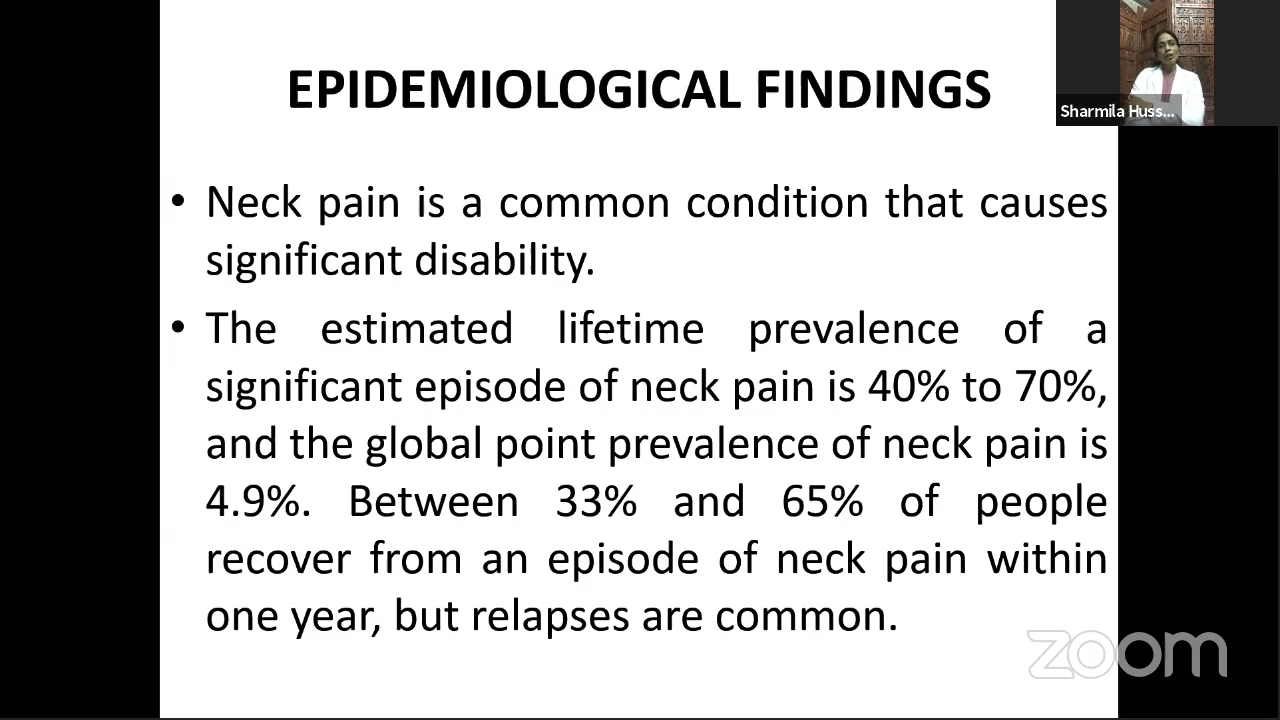 EPIDEMIOLOGICAL FINDINGS
Sharmila Huss...
• Neck pain is a common condition that causes
significant disability.
• The estimated lifetime prevalence of a
significant episode of neck pain is 40% to 70%,
and the global point prevalence of neck pain is
4.9%. Between 33% and 65% of people
recover from an episode of neck pain within
one year, but relapses are common.
zoom